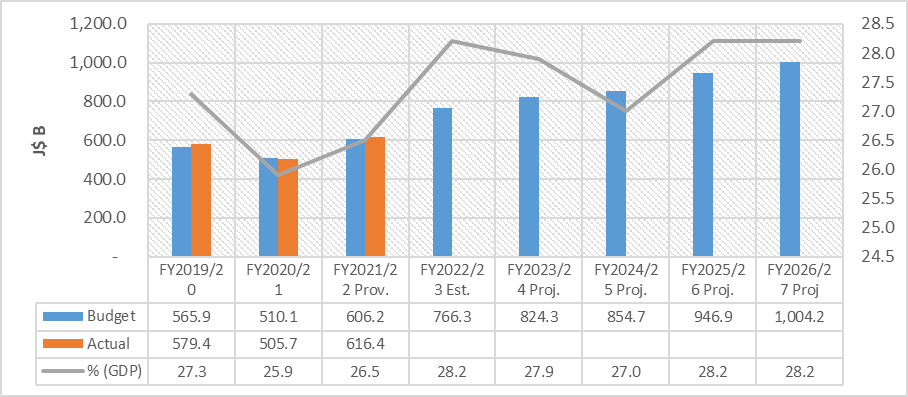 1,200.0
1,000.0
800.0
600.0
400.0
200.0
-
J$ B
28.5
28.0
27.5
27.0
26.5
26.0
25.5
25.0
24.5
FY2019/2 FY2020/2 FY2021/2 FY2022/2 FY2023/2 FY2024/2 FY2025/2 FY2026/2
0 1 2 Prov. 3 Est. 4 Proj. 5 Proj. 6 Proj. 7 Proj
Budget 565.9 510.1 606.2 766.3 824.3 854.7 946.9 1,004.2
Actual 579.4 505.7 616.4
% (GDP) 27.3 25.9 26.5 28.2 27.9 27.0 28.2 28.2